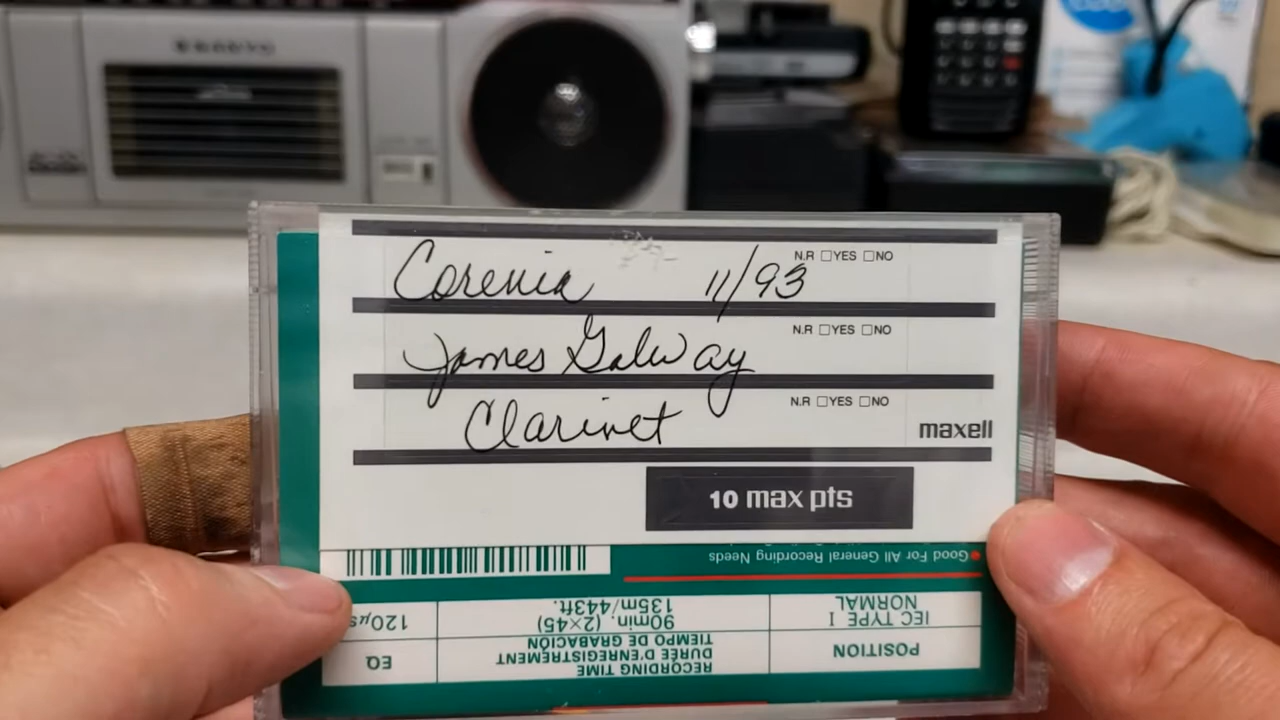 SANYO
N.R ☐YES ☐NO
Corenia 11/93
N.R ☐YES ☐NO
James Galway
N.R ☐YES ☐NO
Clarinet
maxell
10 max pts
Good For All General Recording Needs
POSITION
IEC TYPE I
NORMAL
RECORDING TIME
DURÉE D'ENREGISTREMENT
TIEMPO DE GRABACIÓN
90min. (2×45)
135m/443ft.
EQ
120μs